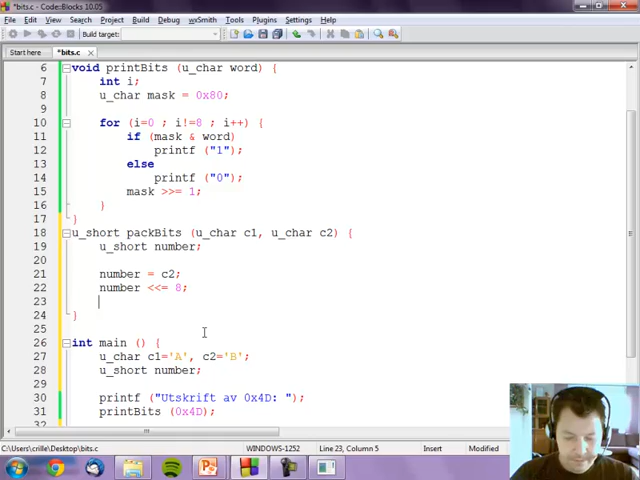 *bits.c - Code::Blocks 10.05
File Edit View Search Project Build Debug wxSmith Tools Plugins Settings Help
Build target:
Start here
*bits.c
6 void printBits (u_char word) {
7 int i;
8 u_char mask = 0x80;
9
10 for (i=0 ; i!=8 ; i++) {
11 if (mask & word)
12 printf ("1");
13 else
14 printf ("0");
15 mask >>= 1;
16 }
17 }
18 u_short packBits (u_char c1, u_char c2) {
19 u_short number;
20
21 number = c2;
22 number <<= 8;
23
24 }
25
26 int main () {
27 u_char c1='A', c2='B';
28 u_short number;
29
30 printf ("Utskrift av 0x4D: ");
31 printBits (0x4D);
32
C:\Users\crille\Desktop\bits.c WINDOWS-1252 Line 23, Column 5 Insert Modified